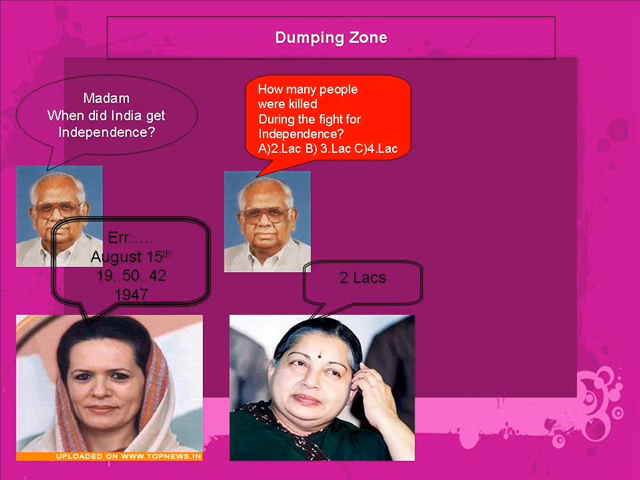 Dumping Zone
Madam
When did India get
Independence?
How many people
were killed
During the fight for
Independence?
A)2.Lac B) 3.Lac C)4.Lac
Err.....
August 15th
19..50..42
1947
2 Lacs
UPLOADED ON WWW.TOPNEWS.IN